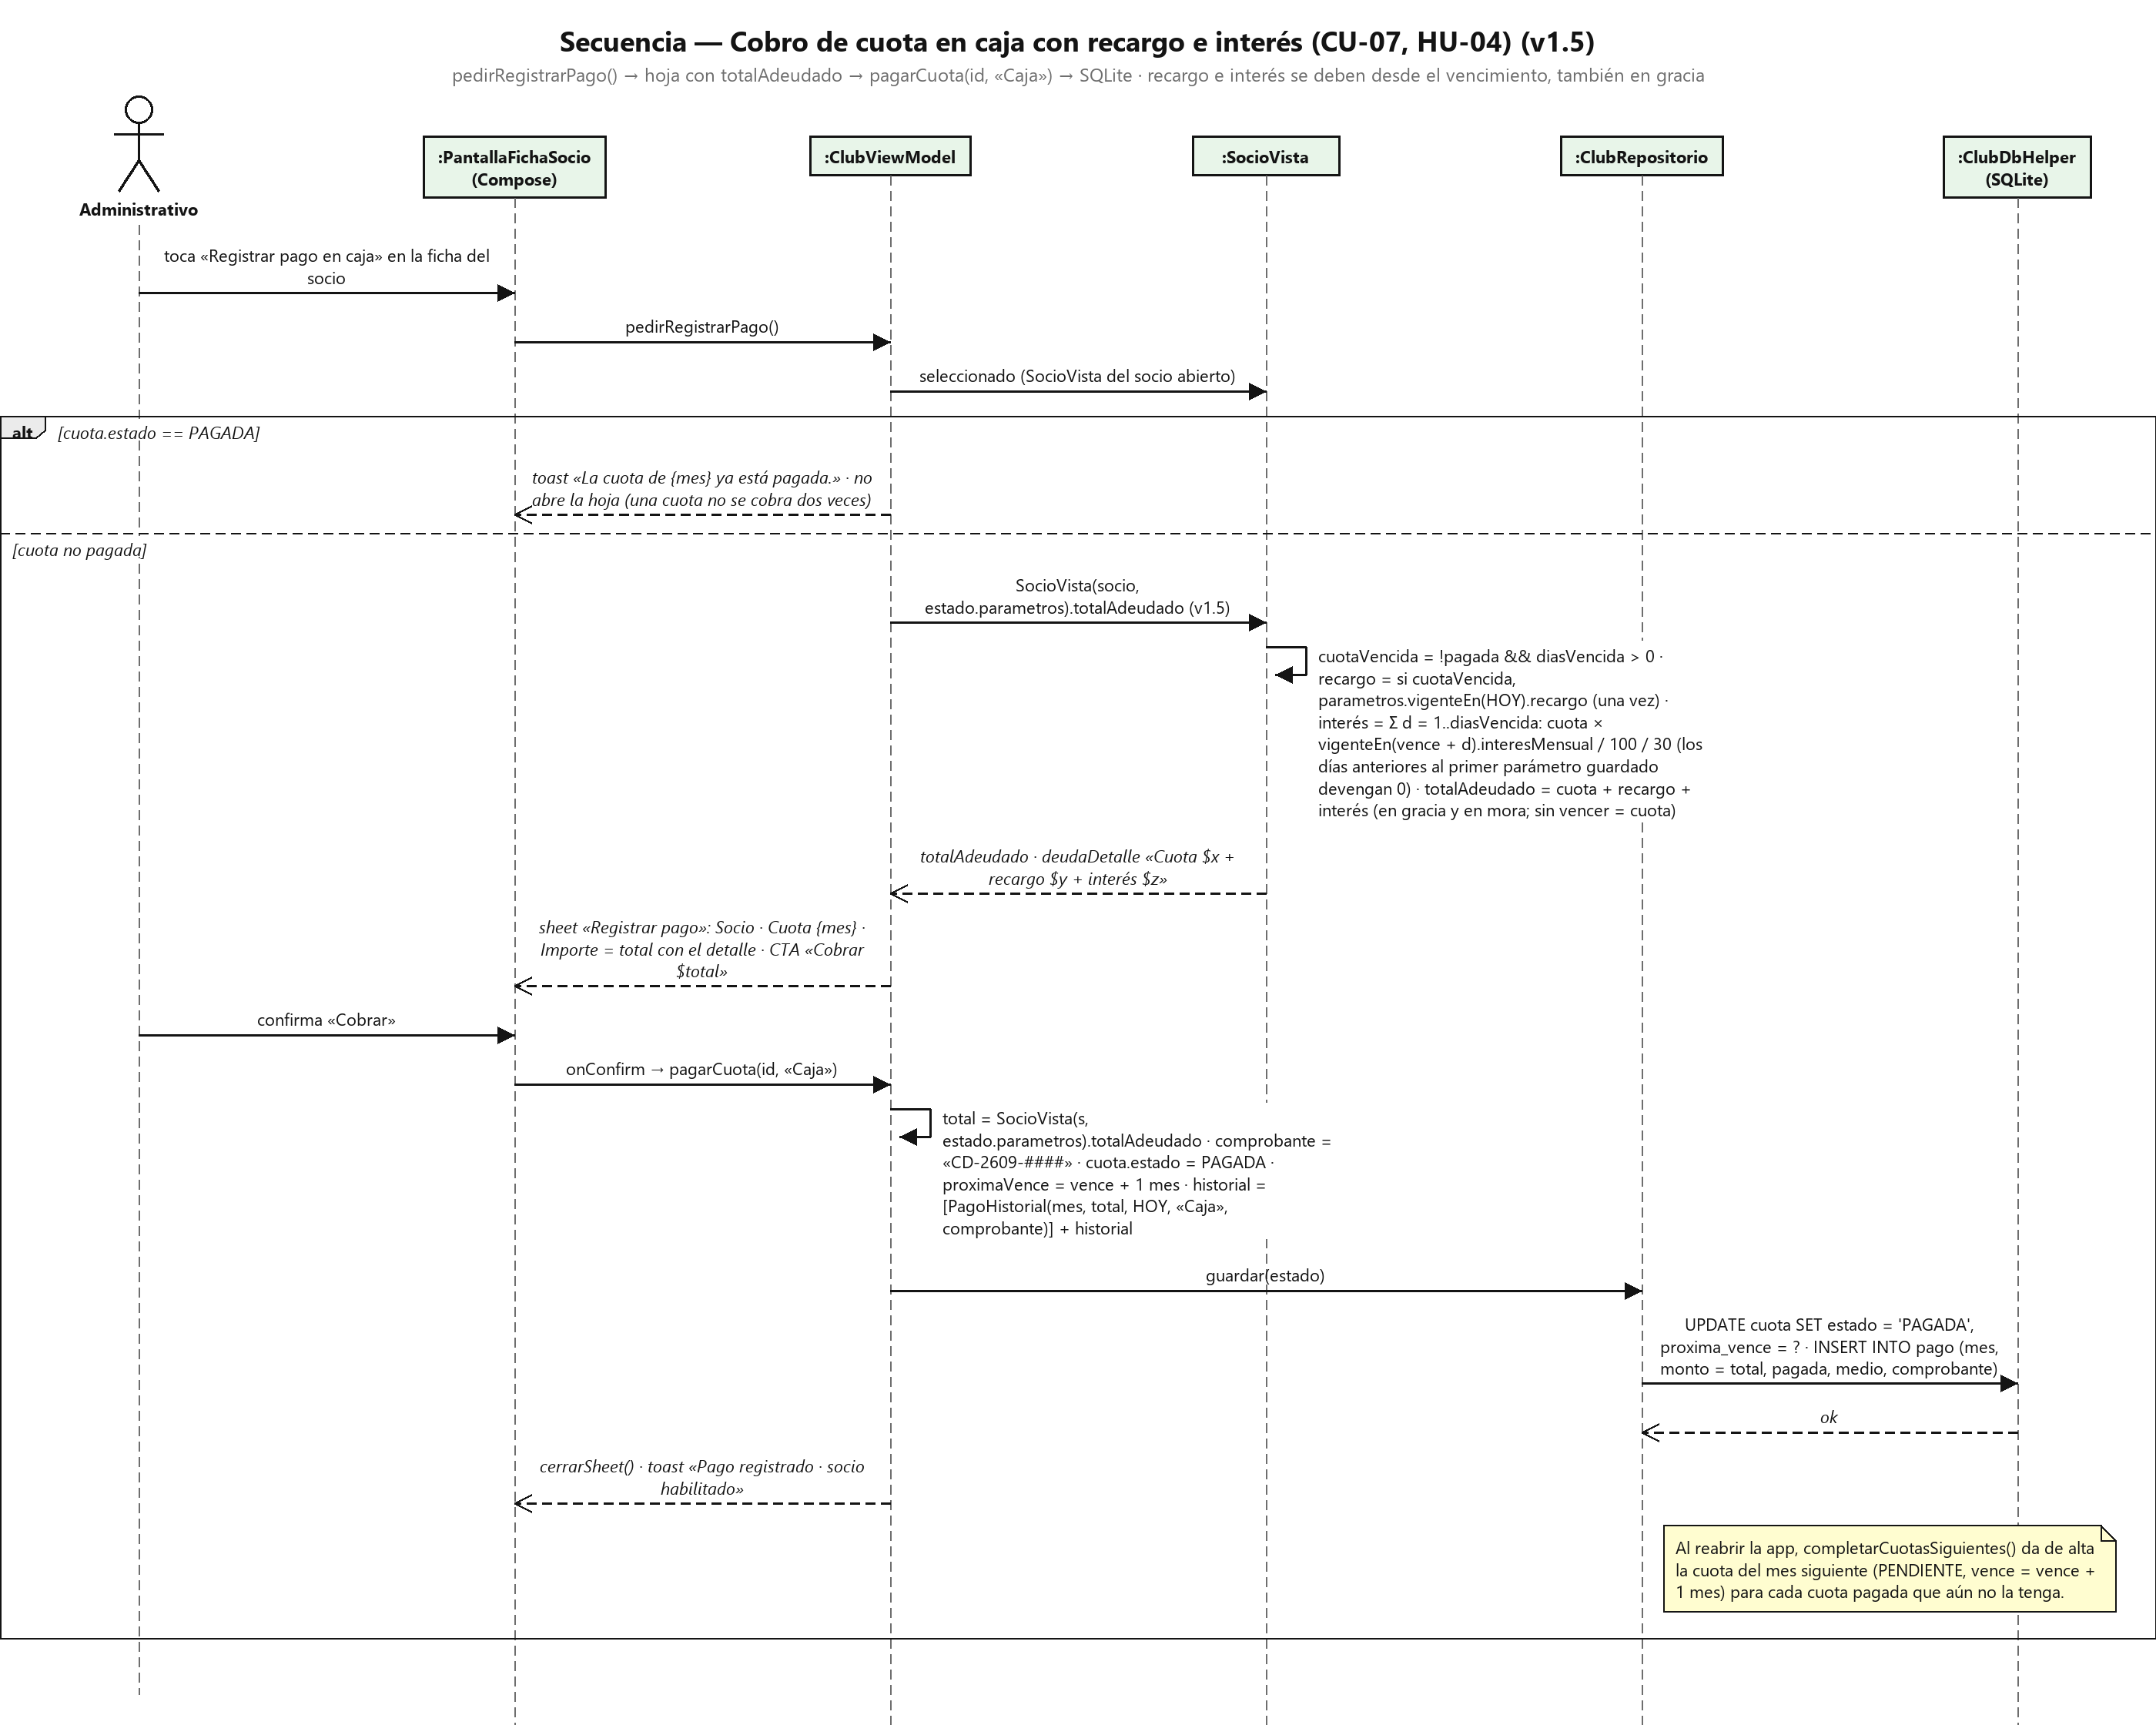 Secuencia — Cobro de cuota en caja con recargo e interés (CU-07, HU-04) (v1.5)
pedirRegistrarPago() → hoja con totalAdeudado → pagarCuota(id, «Caja») → SQLite · recargo e interés se deben desde el vencimiento, también en gracia
Administrativo
:PantallaFichaSocio
(Compose)
:ClubViewModel
:SocioVista
:ClubRepositorio
:ClubDbHelper
(SQLite)
toca «Registrar pago en caja» en la ficha del
socio
pedirRegistrarPago()
seleccionado (SocioVista del socio abierto)
alt
[cuota.estado == PAGADA]
toast «La cuota de {mes} ya está pagada.» · no
abre la hoja (una cuota no se cobra dos veces)
[cuota no pagada]
SocioVista(socio,
estado.parametros).totalAdeudado (v1.5)
cuotaVencida = !pagada && diasVencida > 0 ·
recargo = si cuotaVencida,
parametros.vigenteEn(HOY).recargo (una vez) ·
interés = Σ d = 1..diasVencida: cuota ×
vigenteEn(vence + d).interesMensual / 100 / 30 (los
días anteriores al primer parámetro guardado
devengan 0) · totalAdeudado = cuota + recargo +
interés (en gracia y en mora; sin vencer = cuota)
totalAdeudado · deudaDetalle «Cuota $x +
recargo $y + interés $z»
sheet «Registrar pago»: Socio · Cuota {mes} ·
Importe = total con el detalle · CTA «Cobrar
$total»
confirma «Cobrar»
onConfirm → pagarCuota(id, «Caja»)
total = SocioVista(s,
estado.parametros).totalAdeudado · comprobante =
«CD-2609-####» · cuota.estado = PAGADA ·
proximaVence = vence + 1 mes · historial =
[PagoHistorial(mes, total, HOY, «Caja»,
comprobante)] + historial
guardar(estado)
UPDATE cuota SET estado = 'PAGADA',
proxima_vence = ? · INSERT INTO pago (mes,
monto = total, pagada, medio, comprobante)
ok
cerrarSheet() · toast «Pago registrado · socio
habilitado»
Al reabrir la app, completarCuotasSiguientes() da de alta
la cuota del mes siguiente (PENDIENTE, vence = vence +
1 mes) para cada cuota pagada que aún no la tenga.